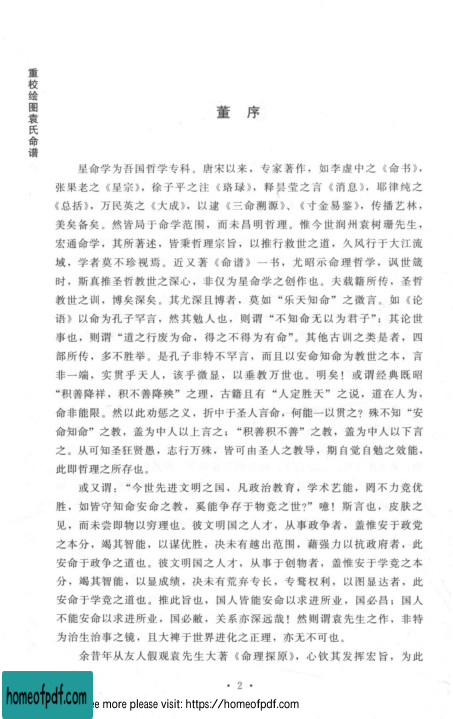 重校绘图袁氏命谱
董 序
星命学为吾国哲学专科。唐宋以来，专家著作，如李虚中之《命书》，
张果老之《星宗》，徐子平之注《珞琭》，释昙莹之言《消息》，耶律纯之
《总括》，万民英之《大成》，以逮《三命溯源》、《寸金易鉴》，传播艺林，
美矣备矣。然皆局于命学范围，而未昌明哲理。惟今世润州袁树珊先生，
宏通命学，其所著述，皆秉哲理宗旨，以推行救世之道，久风行于大江流
域，学者莫不珍视焉。近又著《命谱》一书，尤昭示命理哲学，讽世箴
时，斯真推圣哲教世之深心，非仅为星命学之创作也。夫载籍所传，圣哲
教世之训，博矣深矣。其尤深且博者，莫如“乐天知命”之微言。如《论
语》以命为孔子罕言，然其勉人也，则谓“不知命无以为君子”；其论世
事也，则谓“道之行废为命，得之不得为有命”。其他古训之类是者，四
部所传，多不胜举。是孔子非特不罕言，而且以安命知命为教世之本，言
非一端，实贯乎天人，该乎微显，以垂教万世也。明矣！或谓经典既昭
“积善降祥，积不善降殃”之理，古籍且有“人定胜天”之说，道在人为，
命非能限。然以此劝惩之义，折中于圣人言命，何能一以贯之？殊不知“安
命知命”之教，盖为中人以上言之；“积善积不善”之教，盖为中人以下言
之。从可知圣狂贤愚，志行万殊，皆可由圣人之教导，期自觉自勉之效能，
此即哲理之所存也。
或又谓：“今世先进文明之国，凡政治教育，学术艺能，罔不力竞优
胜，如皆守知命安命之教，奚能争存于物竞之世?”噫！斯言也，皮肤之
见，而未尝即物以穷理也。彼文明国之人才，从事政争者，盖惟安于政党
之本分，竭其智能，以谋优胜，决未有越出范围，藉强力以抗政府者，此
安命于政争之道也。彼文明国之人才，从事于创物者，盖惟安于学竞之本
分，竭其智能，以显成绩，决未有荒弃专长，专骛权利，以图显达者，此
安命于学竞之道也。推此旨也，国人皆能安命以求进所业，国必昌；国人
不能安命以求进所业，国必敝，关系亦深远哉！然则谓袁先生之作，非特
为治生治事之镜，且大裨于世界进化之正理，亦无不可也。
余昔年从友人假观袁先生大著《命理探原》，心钦其发挥宏旨，为此
· 2 ·
homeofpdf.com
ee more please visit: https://homeofpdf.com